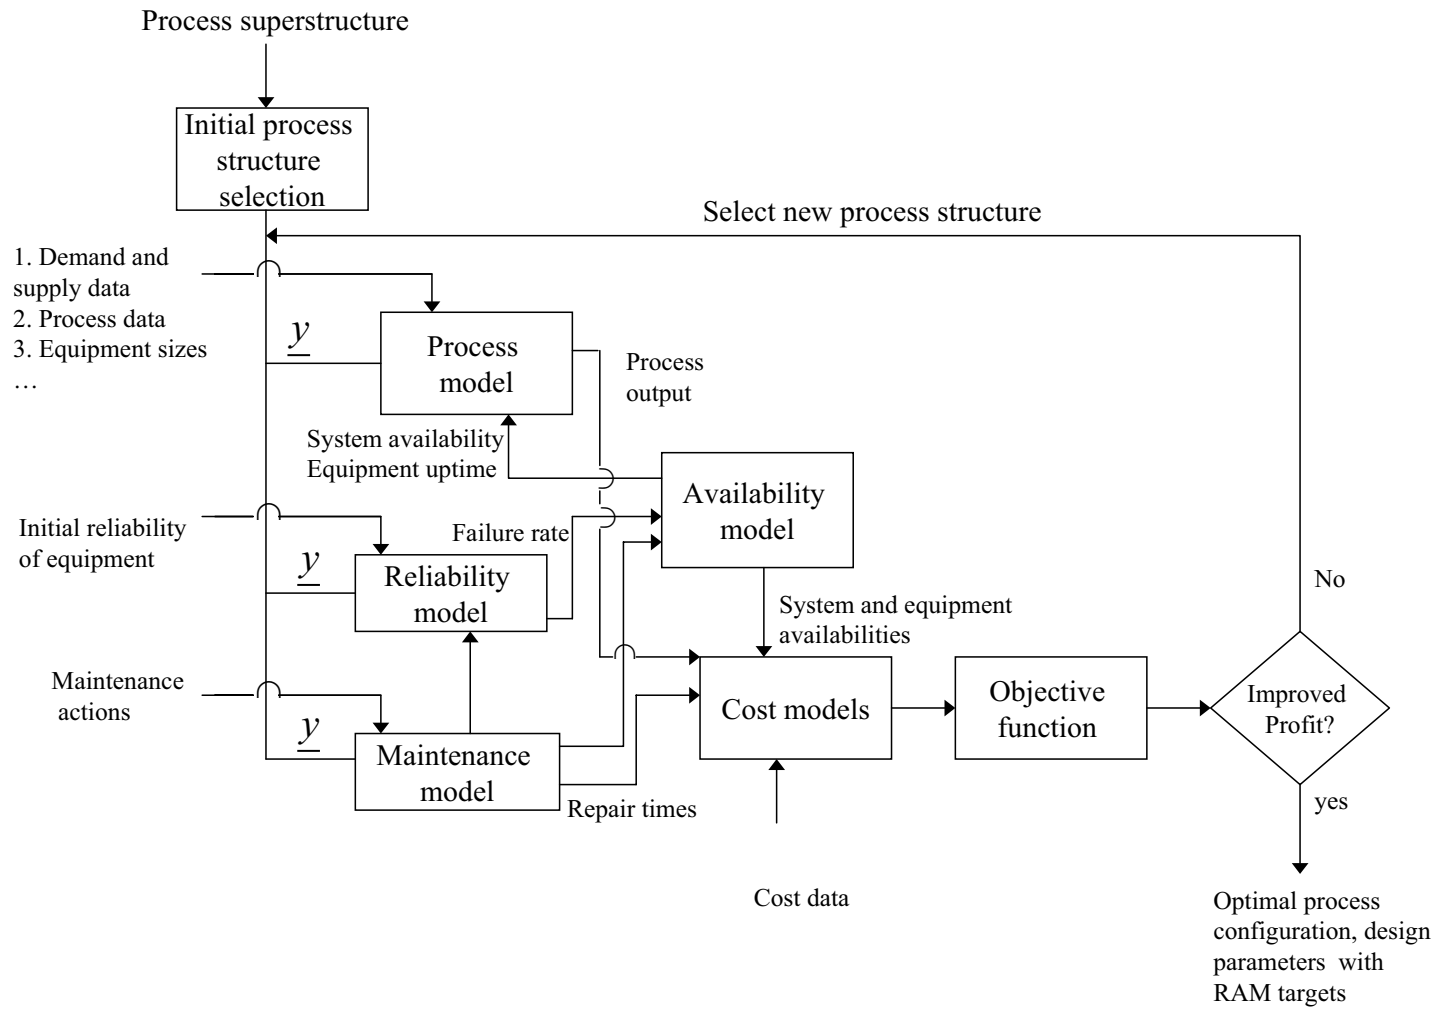 Process superstructure
Initial process
structure
selection
Select new process structure
1. Demand and
supply data
2. Process data
3. Equipment sizes
…
y
Process
model
Process
output
System availability
Equipment uptime
Availability
model
Initial reliability
of equipment
Failure rate
y
Reliability
model
System and equipment
availabilities
No
Maintenance
actions
y
Maintenance
model
Repair times
Cost models
Objective
function
Improved
Profit?
yes
Cost data
Optimal process
configuration, design
parameters with
RAM targets